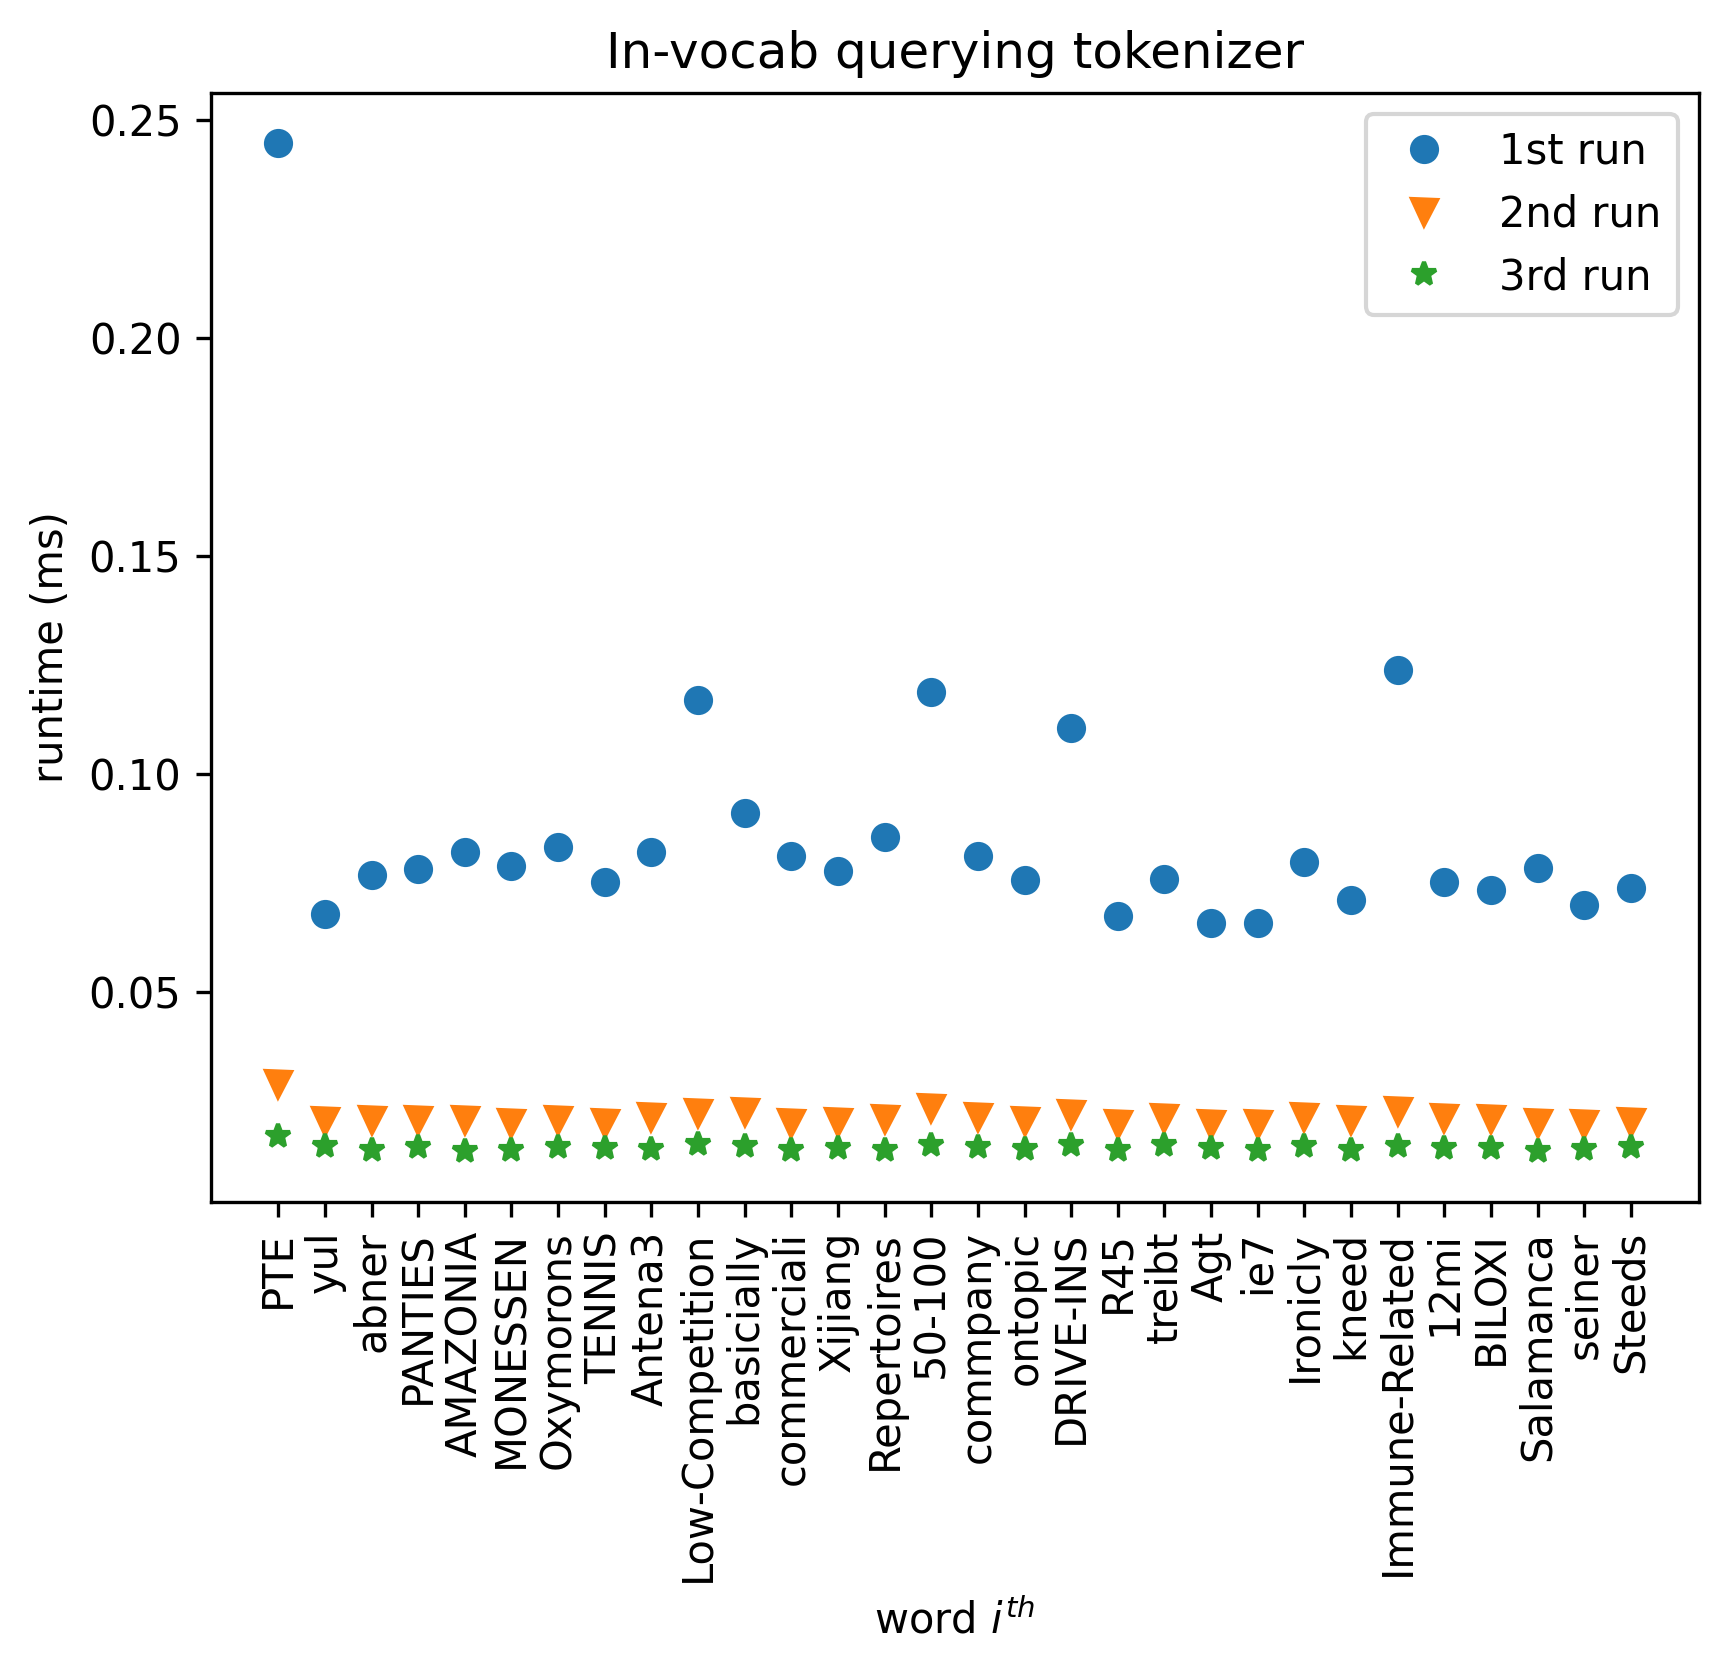 In-vocab querying tokenizer
0.25
0.20
0.15
0.10
0.05
runtime (ms)
1st run
2nd run
3rd run
PTE
yul
abner
PANTIES
AMAZONIA
MONESSEN
Oxymorons
TENNIS
Antena3
Low-Competition
basicially
commerciali
Xijiang
Repertoires
50-100
commpany
ontopic
DRIVE-INS
R45
treibt
Agt
ie7
Ironicly
kneed
Immune-Related
12mi
BILOXI
Salamanca
seiner
Steeds
word i^th